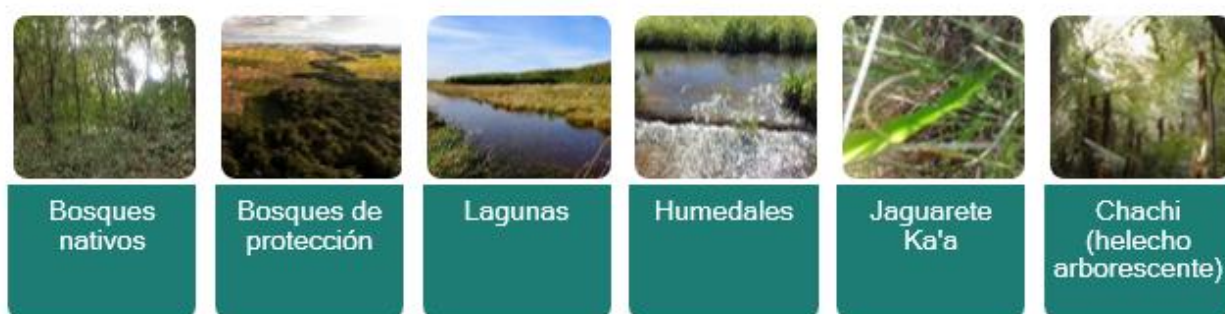 Bosques
nativos
Bosques de
protección
Lagunas
Humedales
Jaguarete
Ka'a
Chachi
(helecho
arborescente)